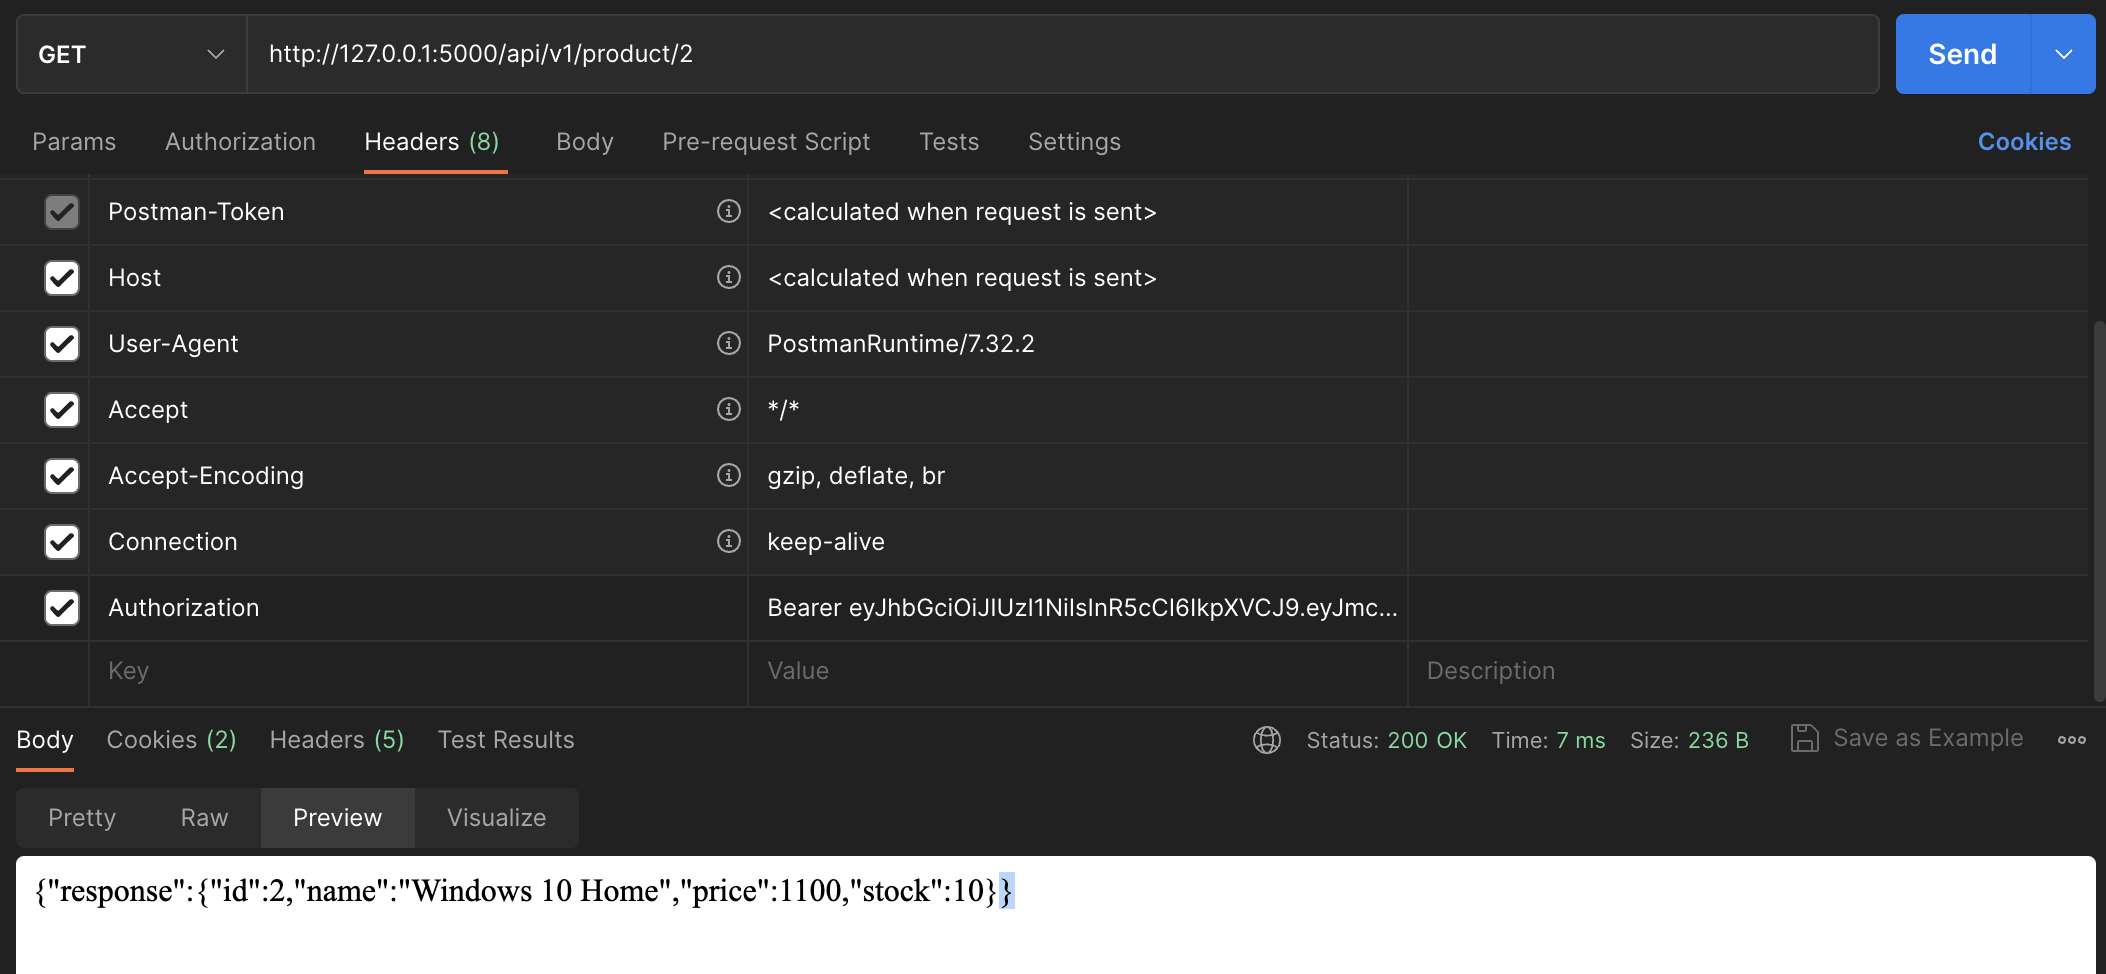 GET http://127.0.0.1:5000/api/v1/product/2 Send
Params Authorization Headers (8) Body Pre-request Script Tests Settings Cookies
Postman-Token <calculated when request is sent>
Host <calculated when request is sent>
User-Agent PostmanRuntime/7.32.2
Accept */*
Accept-Encoding gzip, deflate, br
Connection keep-alive
Authorization Bearer eyJhbGciOiJIUzI1NiIsInR5cCI6IkpXVCJ9.eyJmc...
Key Value Description
Body Cookies (2) Headers (5) Test Results Status: 200 OK Time: 7 ms Size: 236 B Save as Example
Pretty Raw Preview Visualize
{"response":{"id":2,"name":"Windows 10 Home","price":1100,"stock":10}}